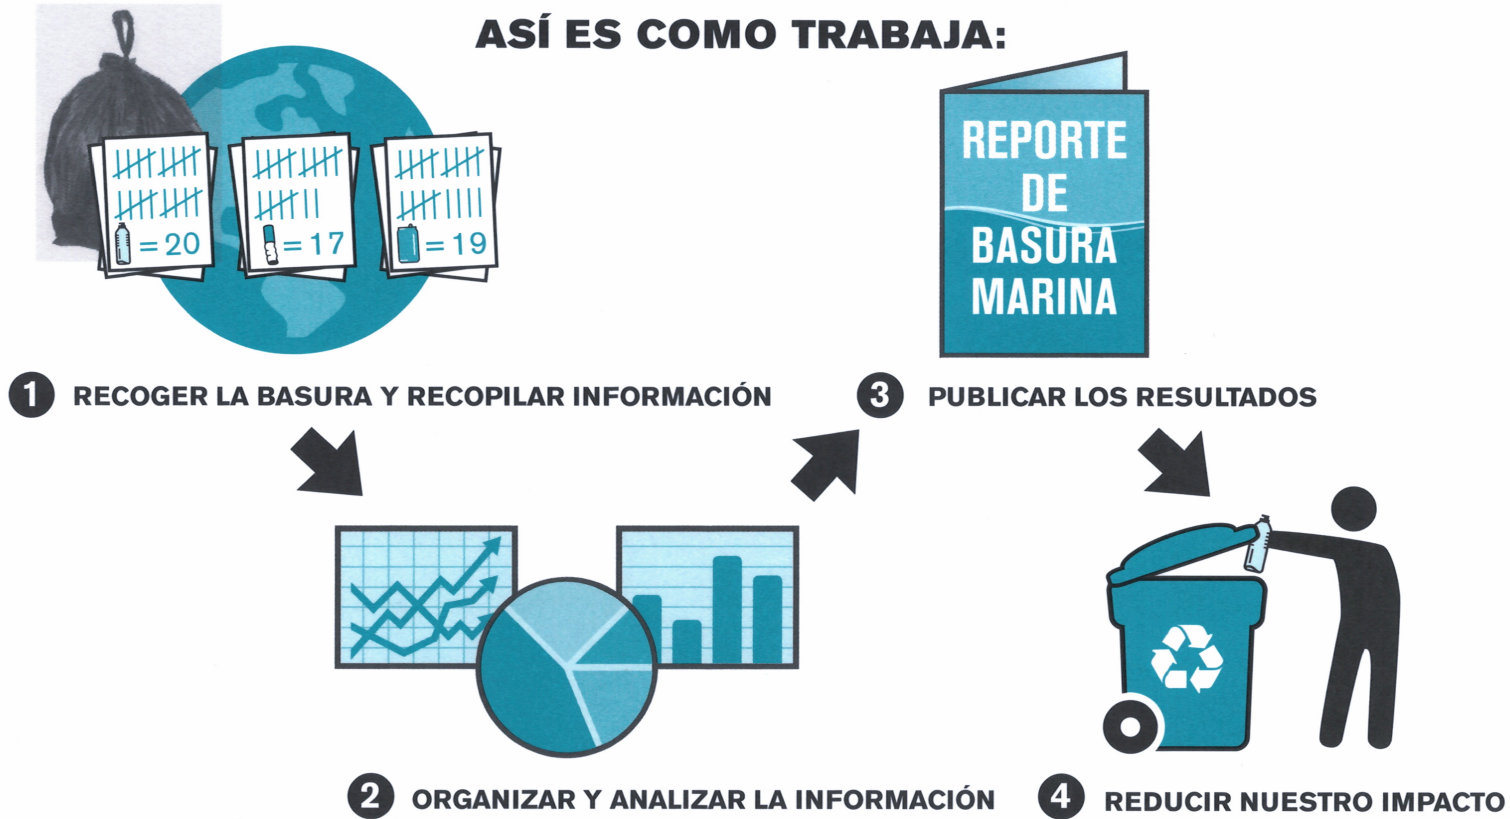 ASÍ ES COMO TRABAJA:
= 20
= 17
= 19
1 RECOGER LA BASURA Y RECOPILAR INFORMACIÓN
2 ORGANIZAR Y ANALIZAR LA INFORMACIÓN
REPORTE
DE
BASURA
MARINA
3 PUBLICAR LOS RESULTADOS
4 REDUCIR NUESTRO IMPACTO